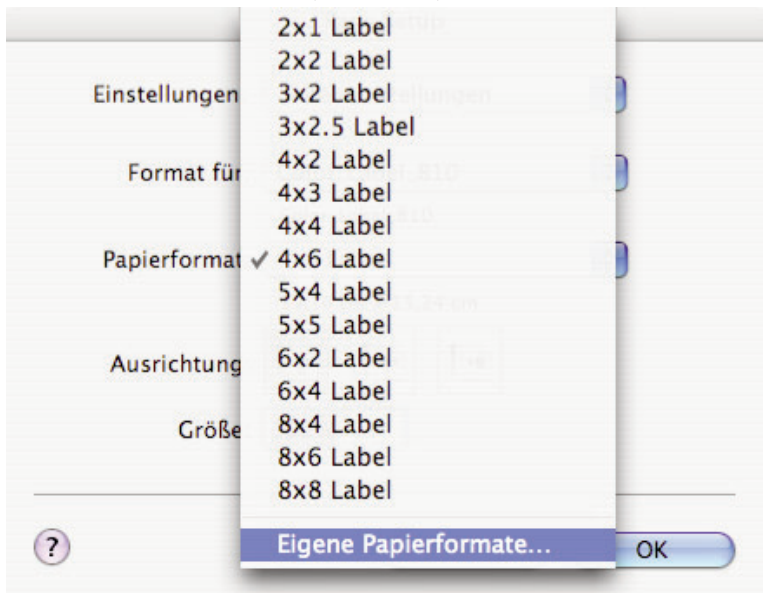 2x1 Label
2x2 Label
Einstellungen 3x2 Label
3x2.5 Label
Format für 4x2 Label
4x3 Label
4x4 Label
Papierformat ✓ 4x6 Label
5x4 Label
5x5 Label
Ausrichtung 6x2 Label
6x4 Label
Größe 8x4 Label
8x6 Label
8x8 Label
? Eigene Papierformate... OK